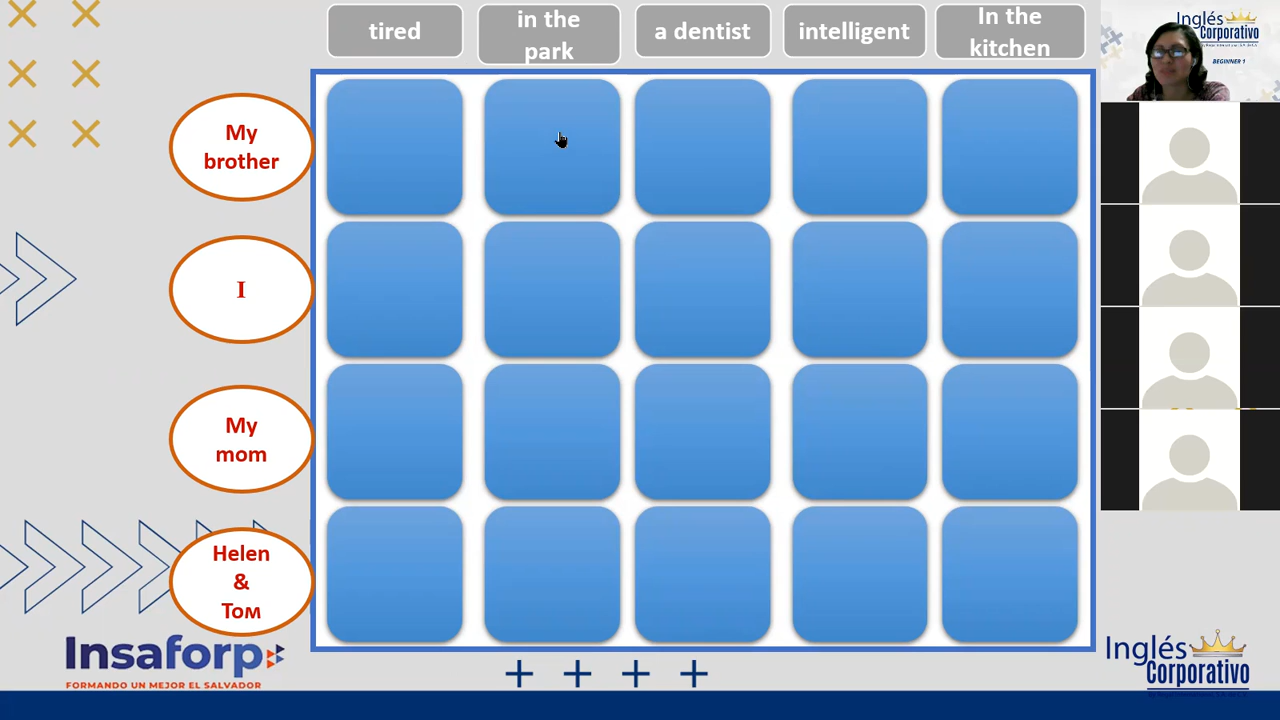 tired
in the
park
a dentist
intelligent
In the
kitchen
Inglés
Corporativo
BEGINNER 1
My
brother
I
My
mom
Helen
&
Tom
Insaforp
FORMANDO UN MEJOR EL SALVADOR
Inglés
Corporativo